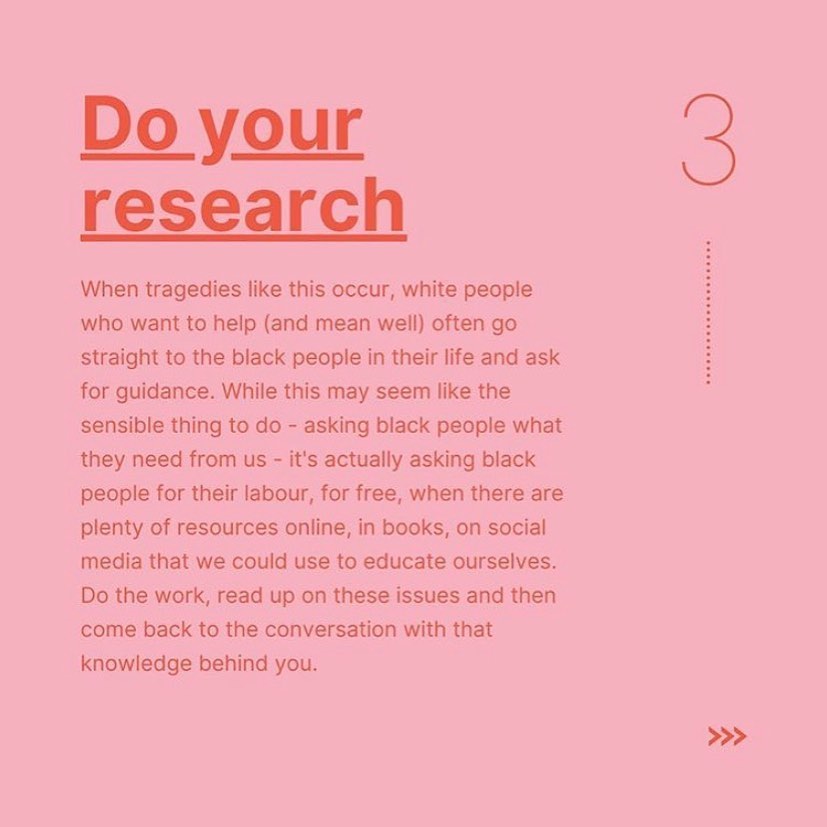 Do your
research
3
When tragedies like this occur, white people
who want to help (and mean well) often go
straight to the black people in their life and ask
for guidance. While this may seem like the
sensible thing to do - asking black people what
they need from us - it's actually asking black
people for their labour, for free, when there are
plenty of resources online, in books, on social
media that we could use to educate ourselves.
Do the work, read up on these issues and then
come back to the conversation with that
knowledge behind you.
>>>